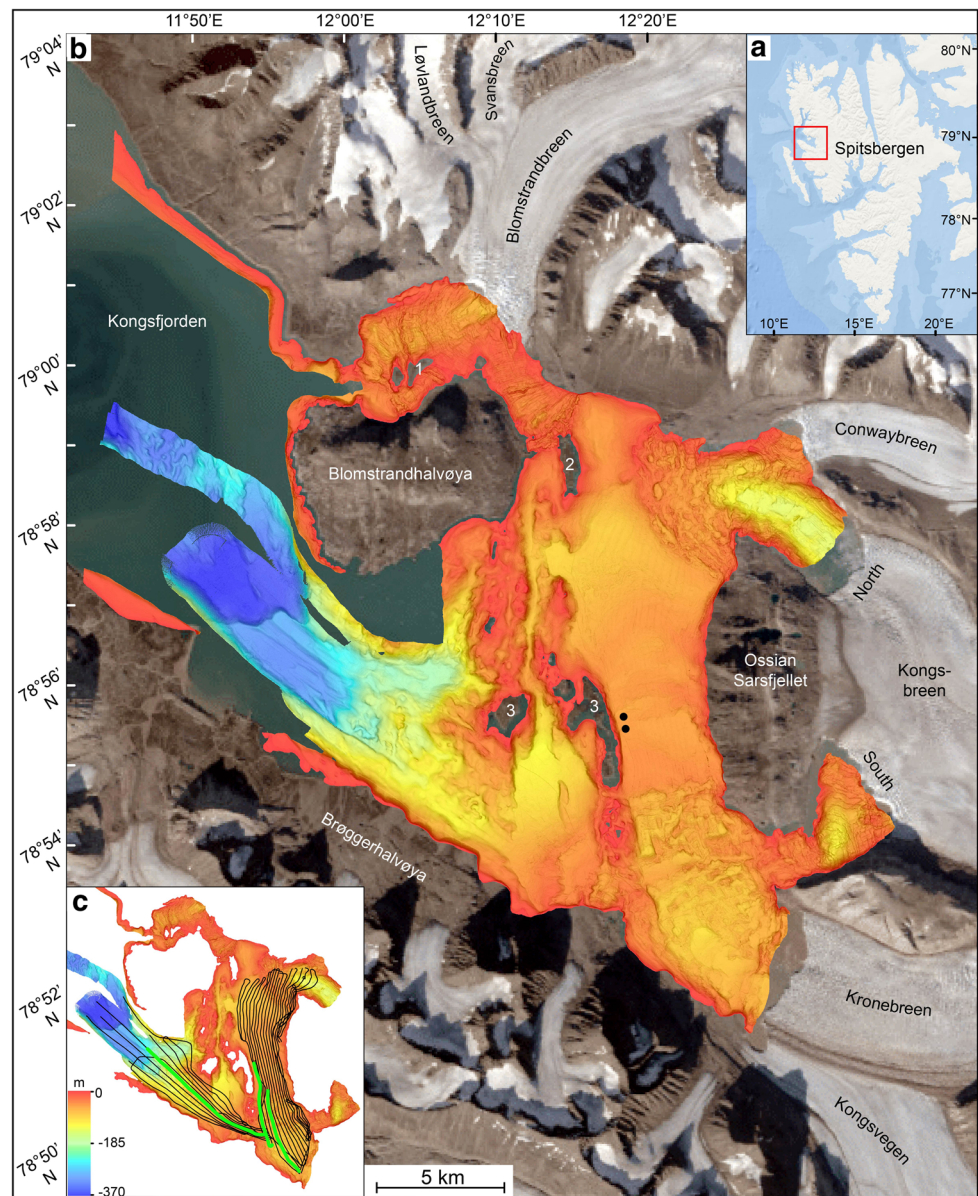 11°50'E
12°00'E
12°10'E
12°20'E
79°04'
N
b
a
80°N
79°N
78°N
77°N
Spitsbergen
10°E
15°E
20°E
Løvlandbreen
Svansbreen
Blomstrandbreen
79°02'
N
Kongsfjorden
79°00'
N
1
Conwaybreen
Blomstrandhalvøya
2
78°58'
N
North
Kongs-
breen
Ossian
Sarsfjellet
78°56'
N
3
3
South
78°54'
N
Brøggerhalvøya
c
Kronebreen
78°52'
N
Kongsvegen
m
0
-185
-370
78°50'
N
5 km